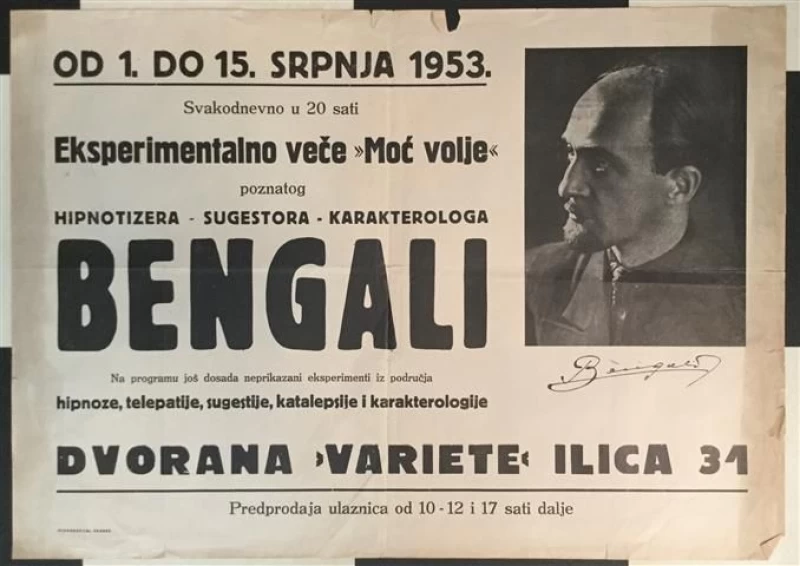 OD 1. DO 15. SRPNJA 1953.
Svakodnevno u 20 sati
Eksperimentalno veče »Moć volje«
poznatog
HIPNOTIZERA - SUGESTORA - KARAKTEROLOGA
BENGALI
Na programu još dosada neprikazani eksperimenti iz područja
hipnoze, telepatije, sugestije, katalepsije i karakterologije
Bengali
DVORANA »VARIETE« ILICA 31
Predprodaja ulaznica od 10 - 12 i 17 sati dalje